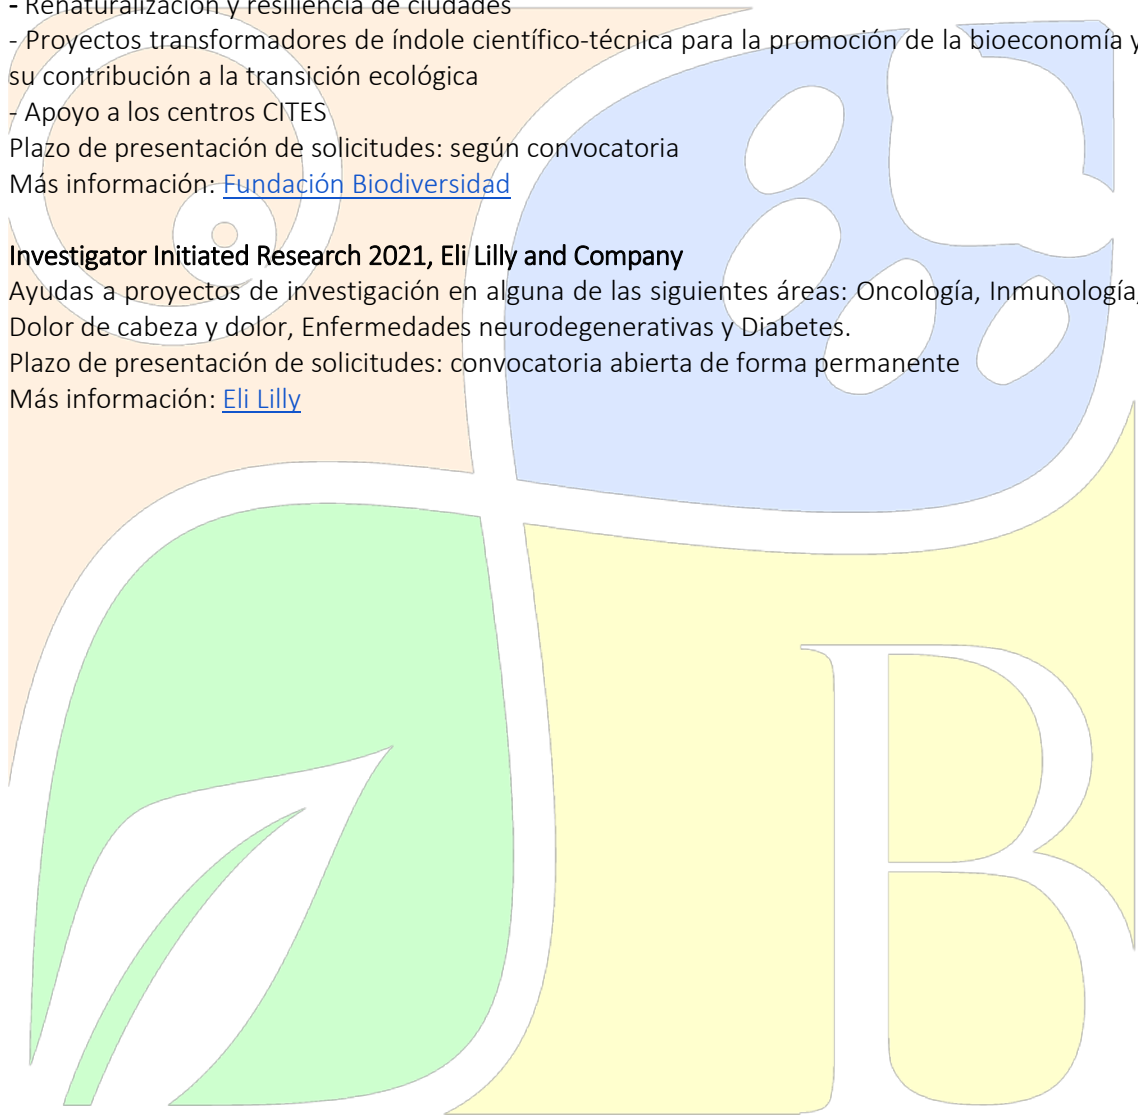 - Renaturalización y resiliencia de ciudades
- Proyectos transformadores de índole científico-técnica para la promoción de la bioeconomía y
su contribución a la transición ecológica
- Apoyo a los centros CITES
Plazo de presentación de solicitudes: según convocatoria
Más información: Fundación Biodiversidad
Investigator Initiated Research 2021, Eli Lilly and Company
Ayudas a proyectos de investigación en alguna de las siguientes áreas: Oncología, Inmunología,
Dolor de cabeza y dolor, Enfermedades neurodegenerativas y Diabetes.
Plazo de presentación de solicitudes: convocatoria abierta de forma permanente
Más información: Eli Lilly
B